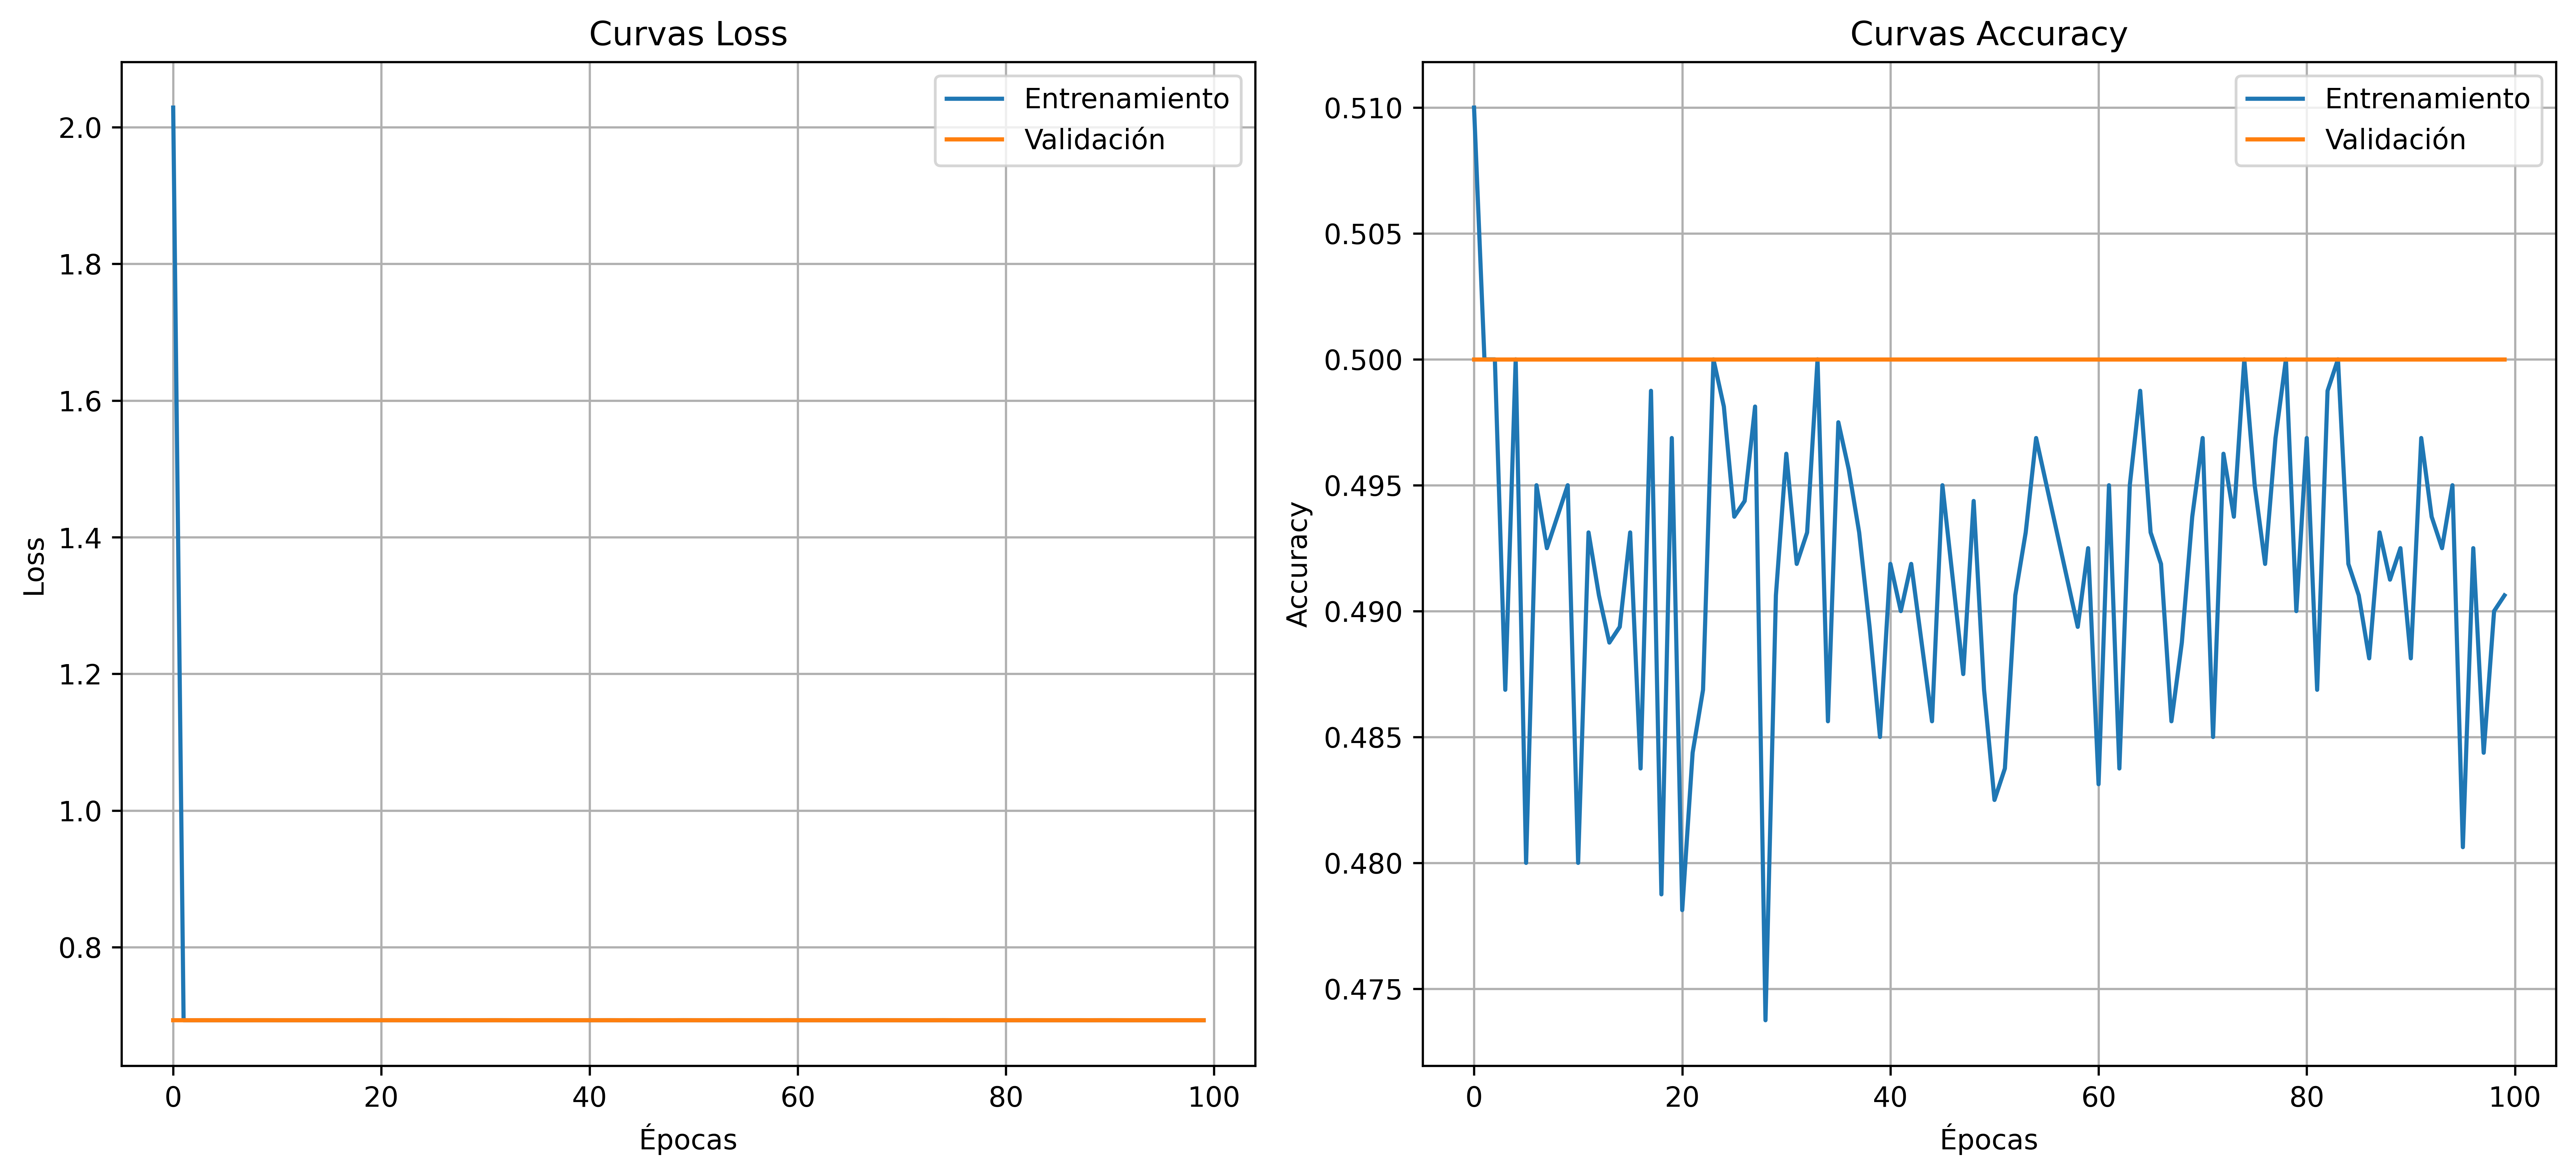 Curvas Loss
Entrenamiento
Validación
2.0
1.8
1.6
1.4
1.2
1.0
0.8
Loss
0 20 40 60 80 100
Épocas
Curvas Accuracy
Entrenamiento
Validación
0.510
0.505
0.500
0.495
0.490
0.485
0.480
0.475
Accuracy
0 20 40 60 80 100
Épocas